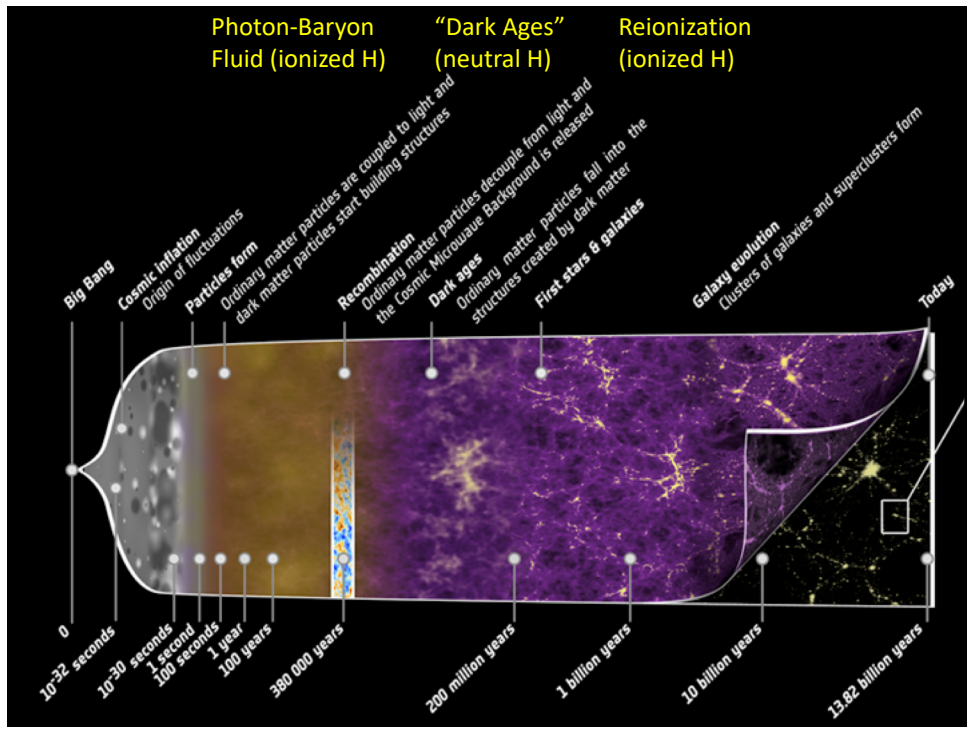 Photon-Baryon
Fluid (ionized H)
“Dark Ages”
(neutral H)
Reionization
(ionized H)
Big Bang
Cosmic inflation
Origin of fluctuations
Particles form
Ordinary matter particles are coupled to light and
dark matter particles start building structures
Recombination
Ordinary matter particles decouple from light and
the Cosmic Microwave Background is released
Dark ages
Ordinary matter particles fall into the
structures created by dark matter
First stars & galaxies
Galaxy evolution
Clusters of galaxies and superclusters form
Today
0
10-32 seconds
10-30 seconds
1 second
100 seconds
1 year
100 years
380 000 years
200 million years
1 billion years
10 billion years
13.82 billion years